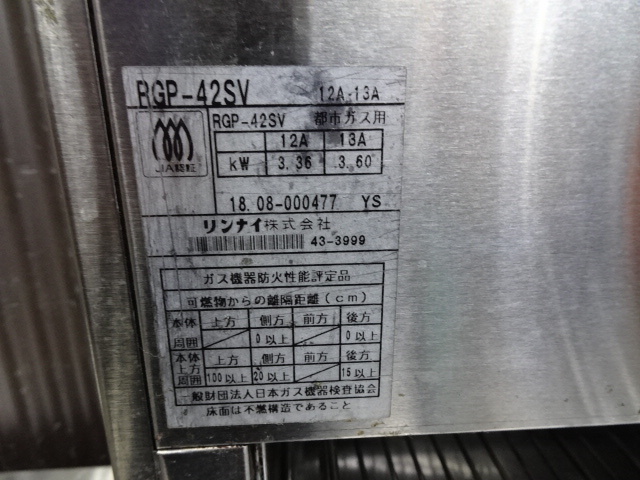 RGP-42SV 12A·13A
RGP-42SV 都市ガス用
12A 13A
kW 3.36 3.60
JIA認証
18.08-000477 YS
リンナイ株式会社
43-3999
ガス機器防火性能評定品
可燃物からの離隔距離(cm)
本体周囲 上方 側方 前方 後方
0以上 0以上
本体上方周囲 上方 側方 前方 後方
100以上 20以上 15以上
一般財団法人日本ガス機器検査協会
床面は不燃構造であること